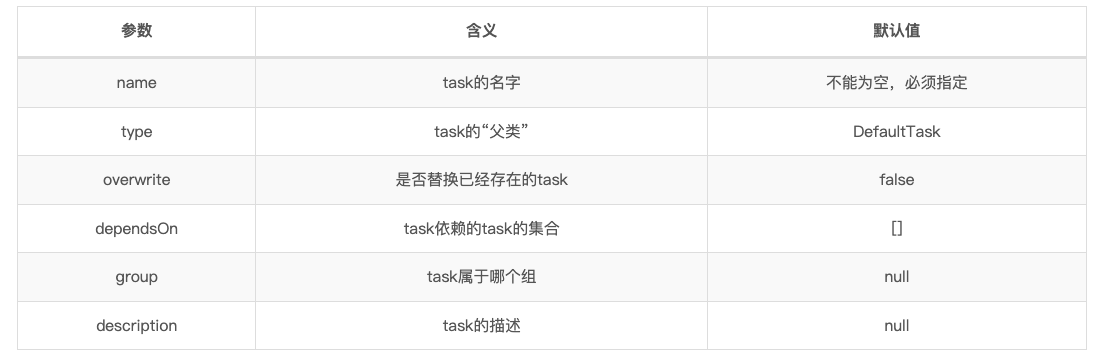 参数 含义 默认值
name task的名字 不能为空，必须指定
type task的“父类” DefaultTask
overwrite 是否替换已经存在的task false
dependsOn task依赖的task的集合 []
group task属于哪个组 null
description task的描述 null